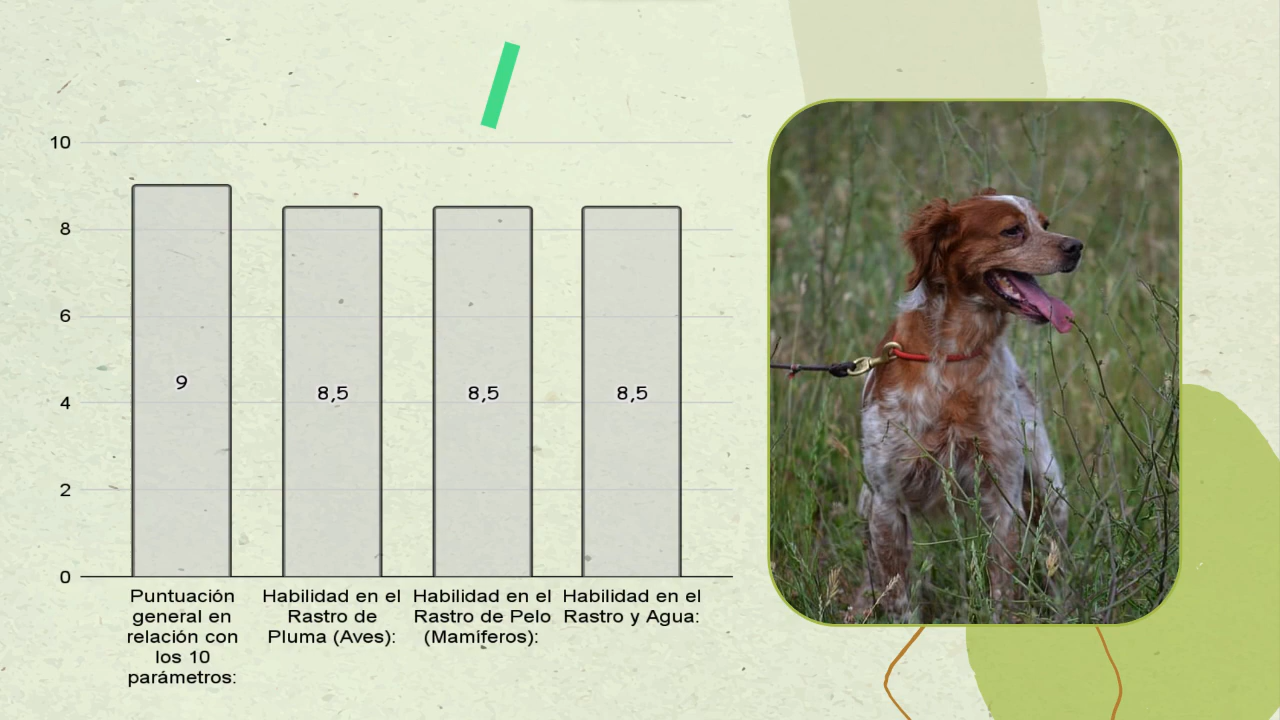 10
8
6
4
2
0
9
8,5
8,5
8,5
Puntuación
general en
relación con
los 10
parámetros:
Habilidad en el
Rastro de
Pluma (Aves):
Habilidad en el
Rastro de Pelo
(Mamíferos):
Habilidad en el
Rastro y Agua: